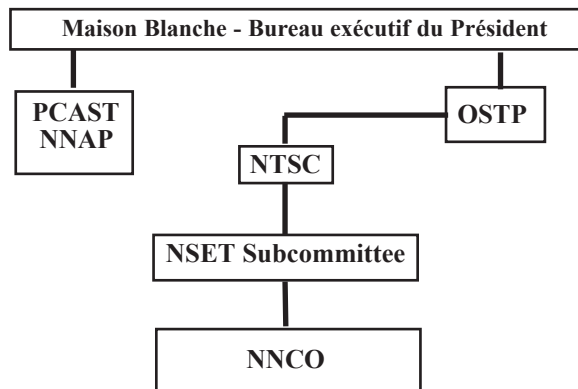 Maison Blanche - Bureau exécutif du Président
PCAST
NNAP
OSTP
NTSC
NSET Subcommittee
NNCO